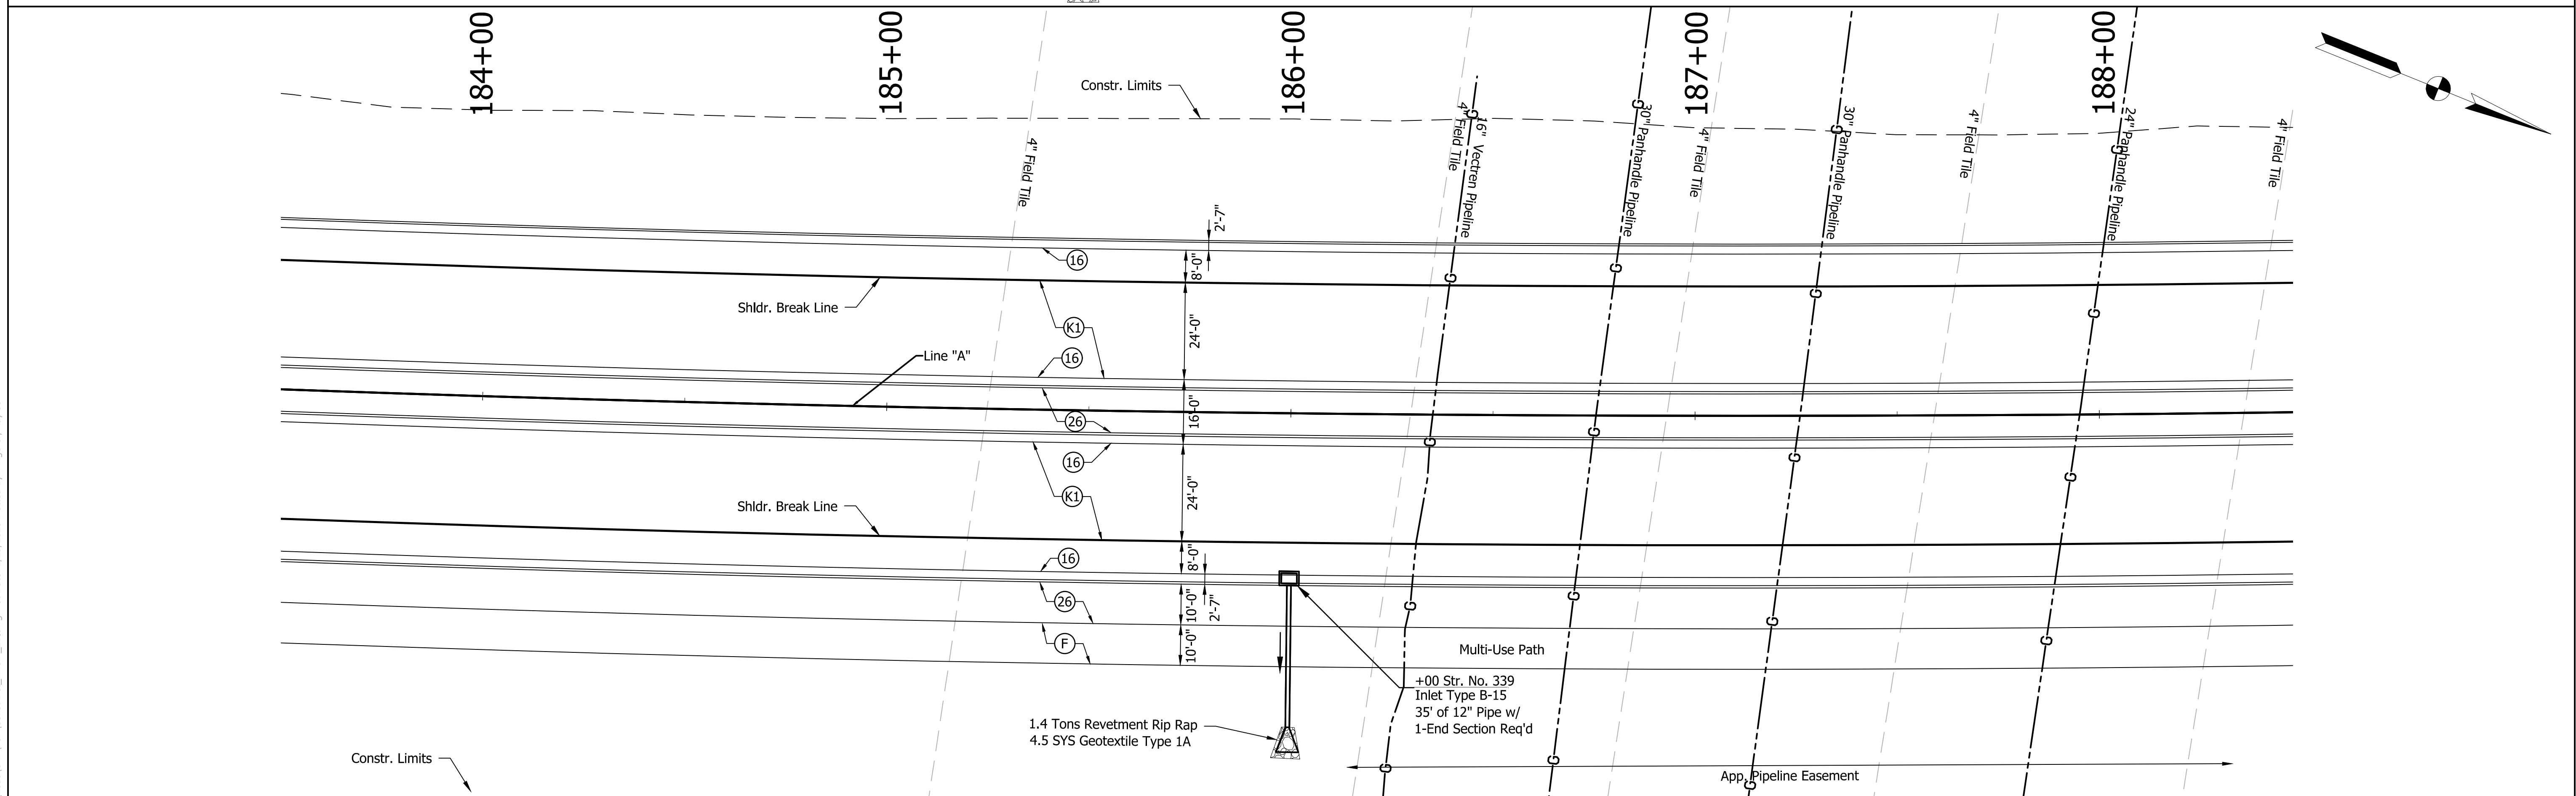 184+00
185+00
186+00
187+00
188+00
Constr. Limits
4" Field Tile
4" Field Tile
16" Vectren Pipeline
30" Panhandle Pipeline
4" Field Tile
30" Panhandle Pipeline
4" Field Tile
24" Panhandle Pipeline
4" Field Tile
G
G
G
G
2'-7"
16
8'-0"
G
G
G
G
Shldr. Break Line
K1
24'-0"
Line "A"
16
16'-0"
26
G
G
G
G
16
K1
24'-0"
Shldr. Break Line
16
8'-0"
26
10'-0"
2'-7"
G
G
G
G
F
10'-0"
Multi-Use Path
+00 Str. No. 339
Inlet Type B-15
35' of 12" Pipe w/
1-End Section Req'd
1.4 Tons Revetment Rip Rap
4.5 SYS Geotextile Type 1A
Constr. Limits
G
G
G
App. Pipeline Easement